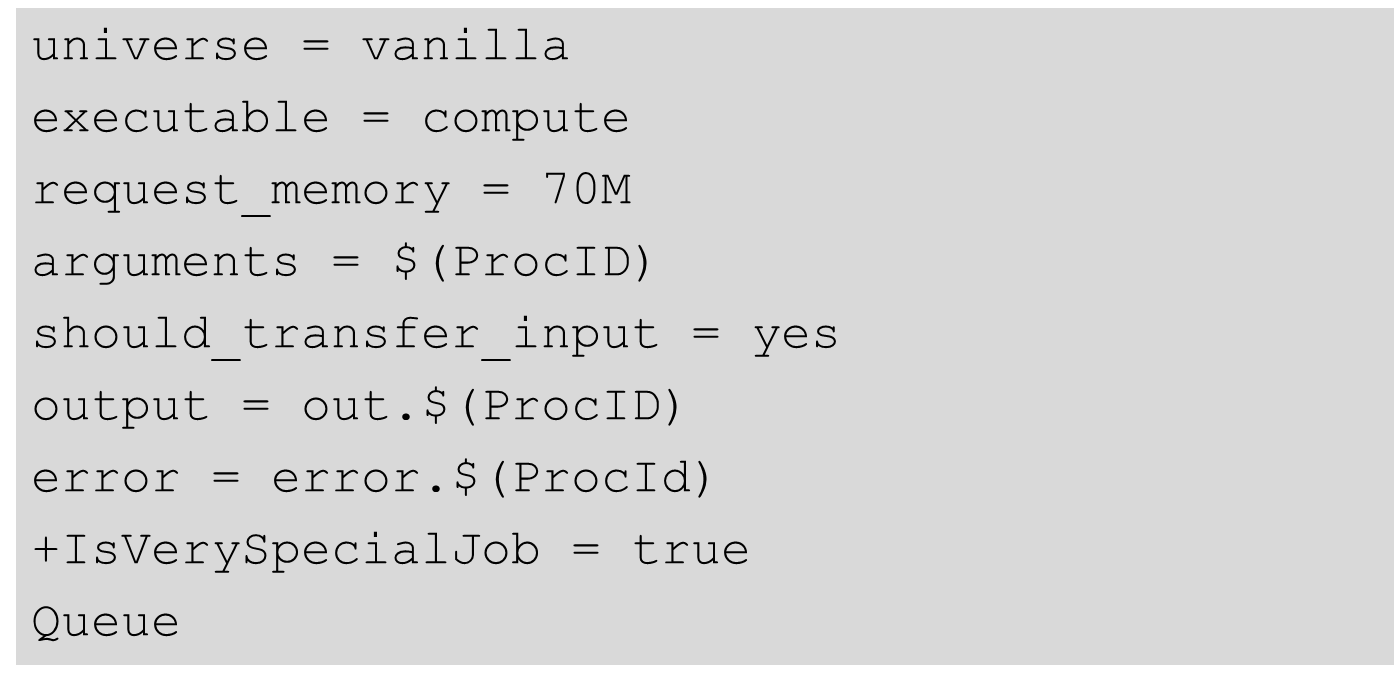 universe = vanilla
executable = compute
request_memory = 70M
arguments = $(ProcID)
should_transfer_input = yes
output = out.$(ProcID)
error = error.$(ProcId)
+IsVerySpecialJob = true
Queue